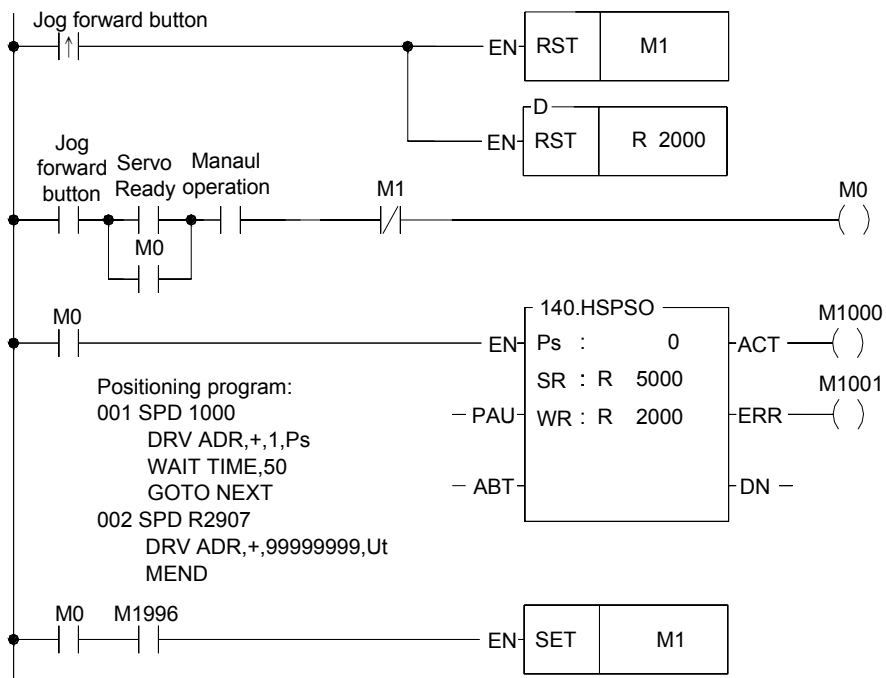 Jog forward button
EN RST M1
D
EN RST R 2000
Jog
forward
button
Servo
Ready
Manaul
operation
M1
M0
M0
M0
140.HSPSO
EN Ps : 0 ACT
M1000
SR : R 5000
PAU WR : R 2000 ERR
M1001
ABT DN
Positioning program:
001 SPD 1000
DRV ADR,+,1,Ps
WAIT TIME,50
GOTO NEXT
002 SPD R2907
DRV ADR,+,99999999,Ut
MEND
M0 M1996
EN SET M1